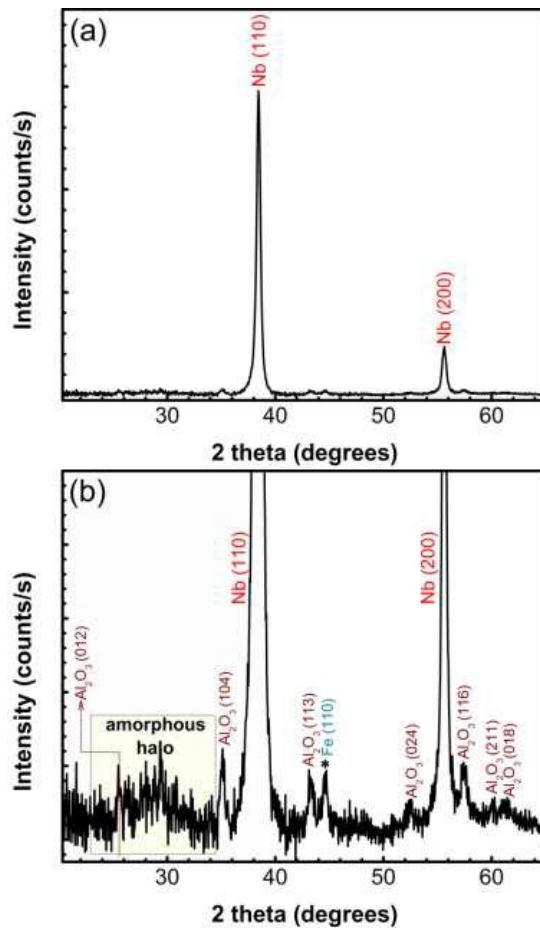 (a)
Nb (110)
Nb (200)
Intensity (counts/s)
30
40
50
60
2 theta (degrees)
(b)
Nb (110)
Nb (200)
Intensity (counts/s)
Al₂O₃ (012)
amorphous
halo
Al₂O₃ (104)
Al₂O₃ (113)
* Fe (110)
Al₂O₃ (024)
Al₂O₃ (116)
Al₂O₃ (211)
Al₂O₃ (018)
30
40
50
60
2 theta (degrees)